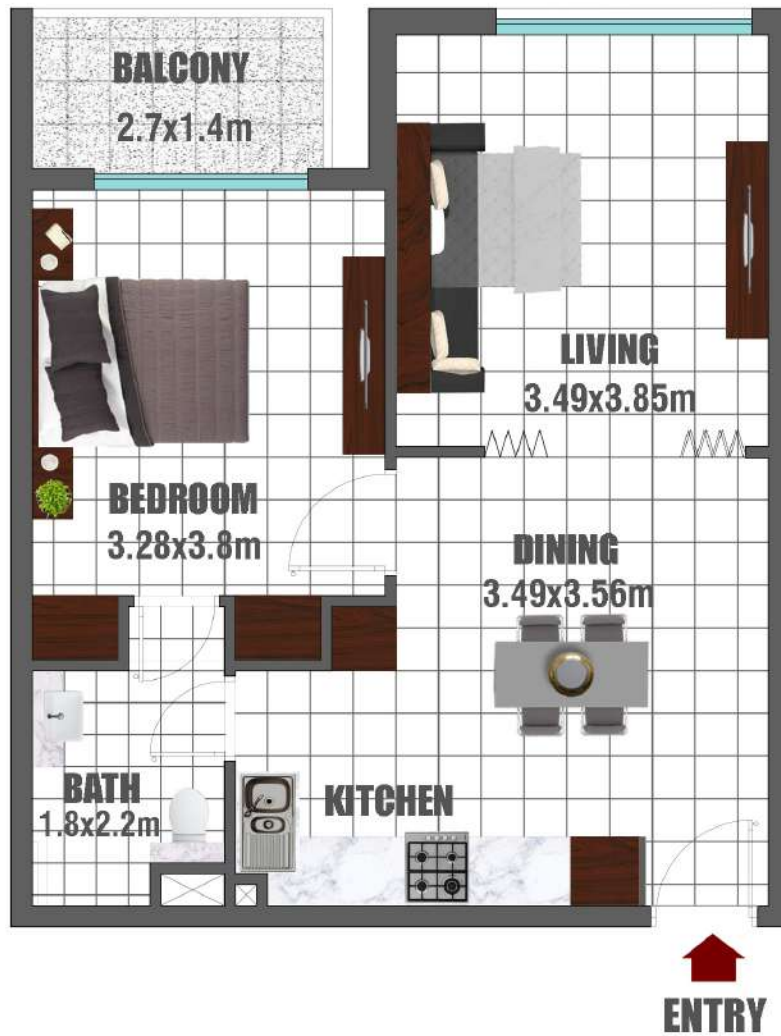 BALCONY
2.7x1.4m
LIVING
3.49x3.85m
BEDROOM
3.28x3.8m
DINING
3.49x3.56m
BATH
1.8x2.2m
KITCHEN
ENTRY